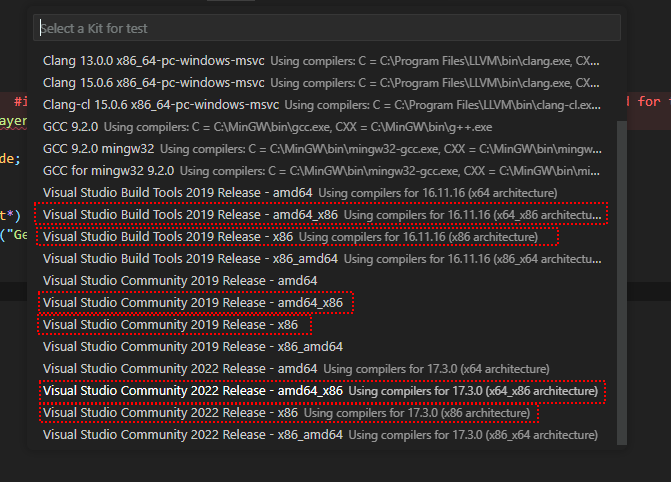 Select a Kit for test
Clang 13.0.0 x86_64-pc-windows-msvc Using compilers: C = C:\Program Files\LLVM\bin\clang.exe, CX...
#i
Clang 15.0.6 x86_64-pc-windows-msvc Using compilers: C = C:\Program Files\LLVM\bin\clang.exe, CX...
Clang-cl 15.0.6 x86_64-pc-windows-msvc Using compilers: C = C:\Program Files\LLVM\bin\clang-cl.ex...
for
ayer
GCC 9.2.0 Using compilers: C = C:\MinGW\bin\gcc.exe, CXX = C:\MinGW\bin\g++.exe
GCC 9.2.0 mingw32 Using compilers: C = C:\MinGW\bin\mingw32-gcc.exe, CXX = C:\MinGW\bin\mingw...
de;
GCC for mingw32 9.2.0 Using compilers: C = C:\MinGW\bin\mingw32-gcc.exe, CXX = C:\MinGW\bin\mi...
Visual Studio Build Tools 2019 Release - amd64 Using compilers for 16.11.16 (x64 architecture)
t*)
Visual Studio Build Tools 2019 Release - amd64_x86 Using compilers for 16.11.16 (x64_x86 architectu...
("Ge
Visual Studio Build Tools 2019 Release - x86 Using compilers for 16.11.16 (x86 architecture)
Visual Studio Build Tools 2019 Release - x86_amd64 Using compilers for 16.11.16 (x86_x64 architectu...
Visual Studio Community 2019 Release - amd64
Visual Studio Community 2019 Release - amd64_x86
Visual Studio Community 2019 Release - x86
Visual Studio Community 2019 Release - x86_amd64
Visual Studio Community 2022 Release - amd64 Using compilers for 17.3.0 (x64 architecture)
Visual Studio Community 2022 Release - amd64_x86 Using compilers for 17.3.0 (x64_x86 architecture)
Visual Studio Community 2022 Release - x86 Using compilers for 17.3.0 (x86 architecture)
Visual Studio Community 2022 Release - x86_amd64 Using compilers for 17.3.0 (x86_x64 architecture)